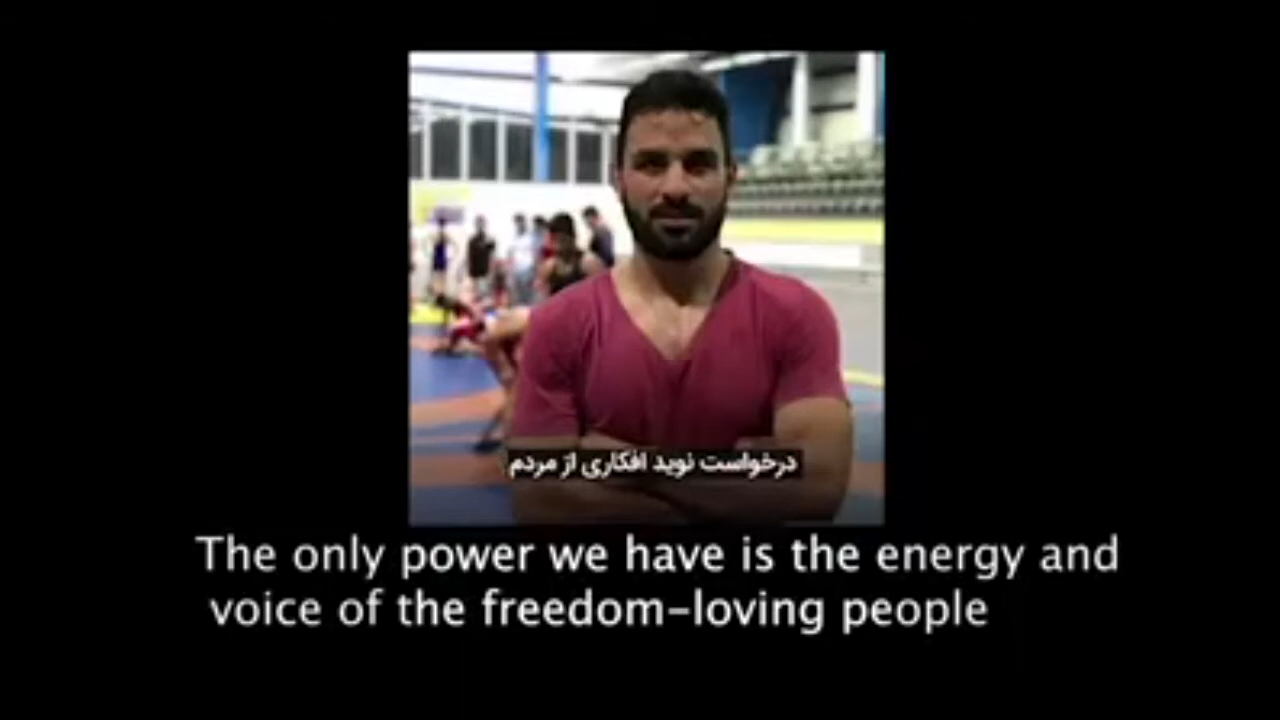 درخواست نوید افکاری از مردم
The only power we have is the energy and
voice of the freedom-loving people